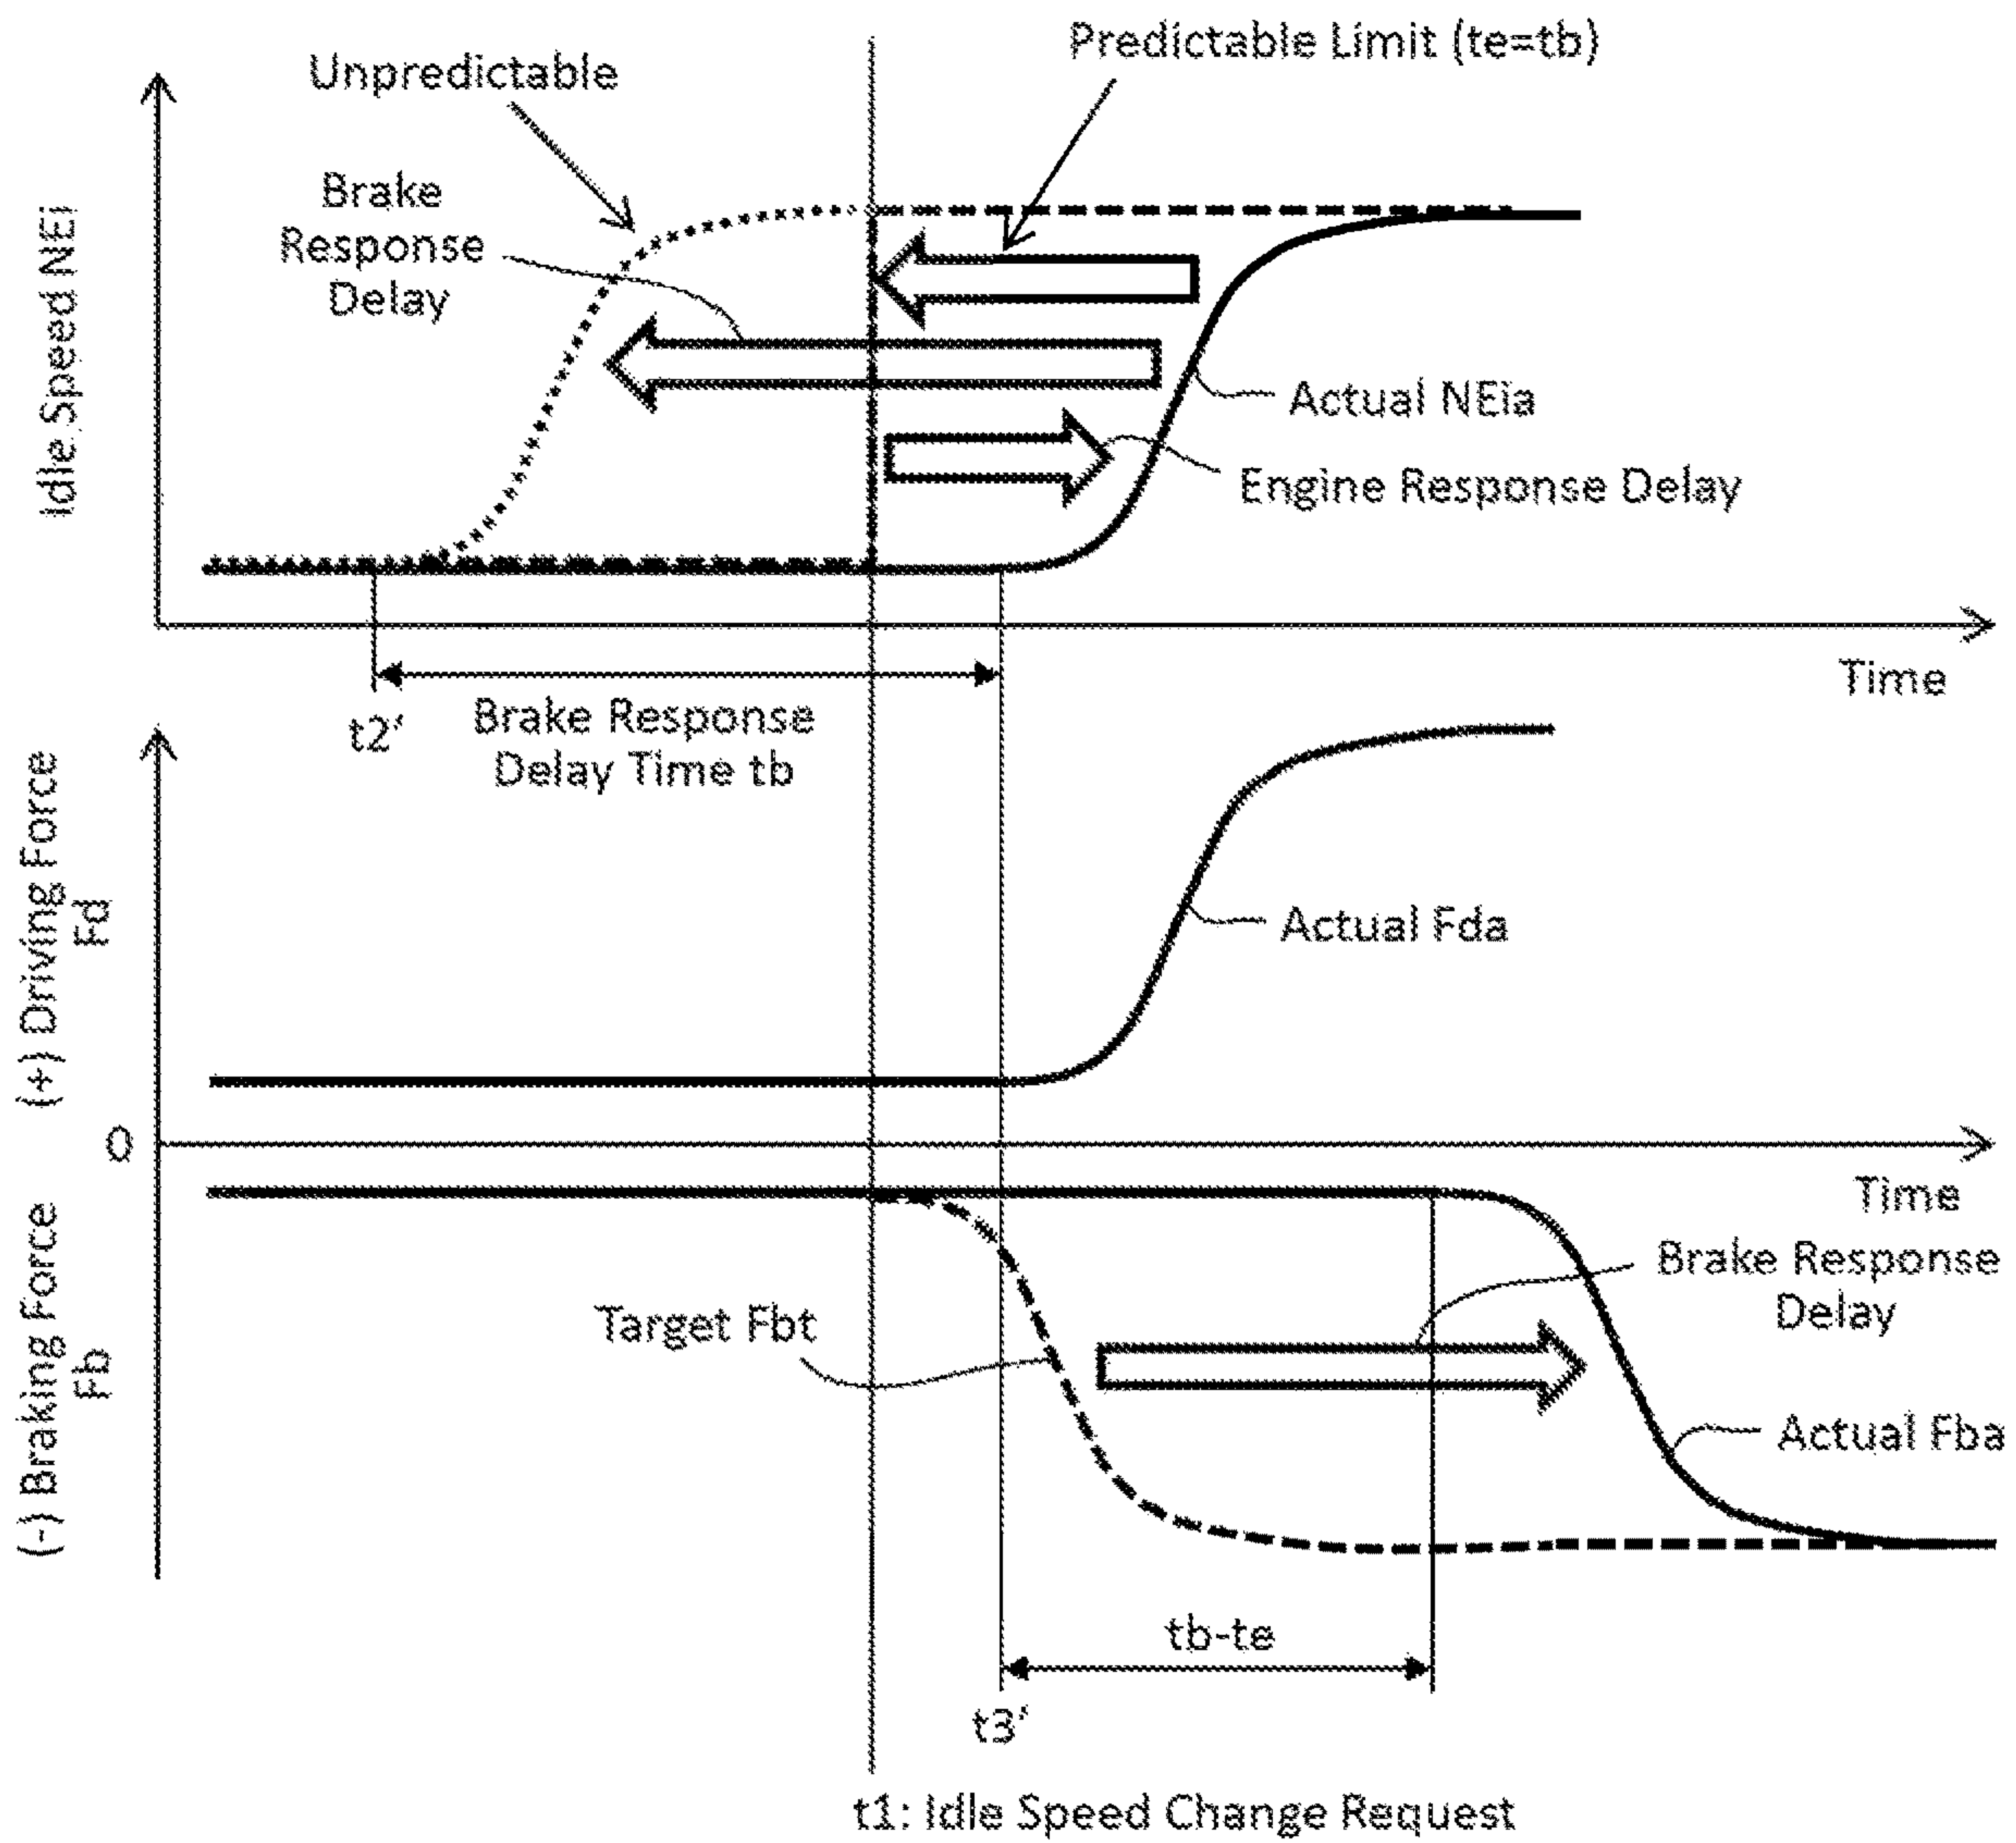 Predictable Limit (te=tb)
Unpredictable
Brake
Response
Delay
Idle Speed NEi
Actual NEia
Engine Response Delay
Time
t2'
Brake Response
Delay Time tb
(+) Driving Force
Fd
Actual Fda
0
Time
(-) Braking Force
Fb
Brake Response
Delay
Target Fbt
Actual Fba
tb-te
t3'
t1: Idle Speed Change Request